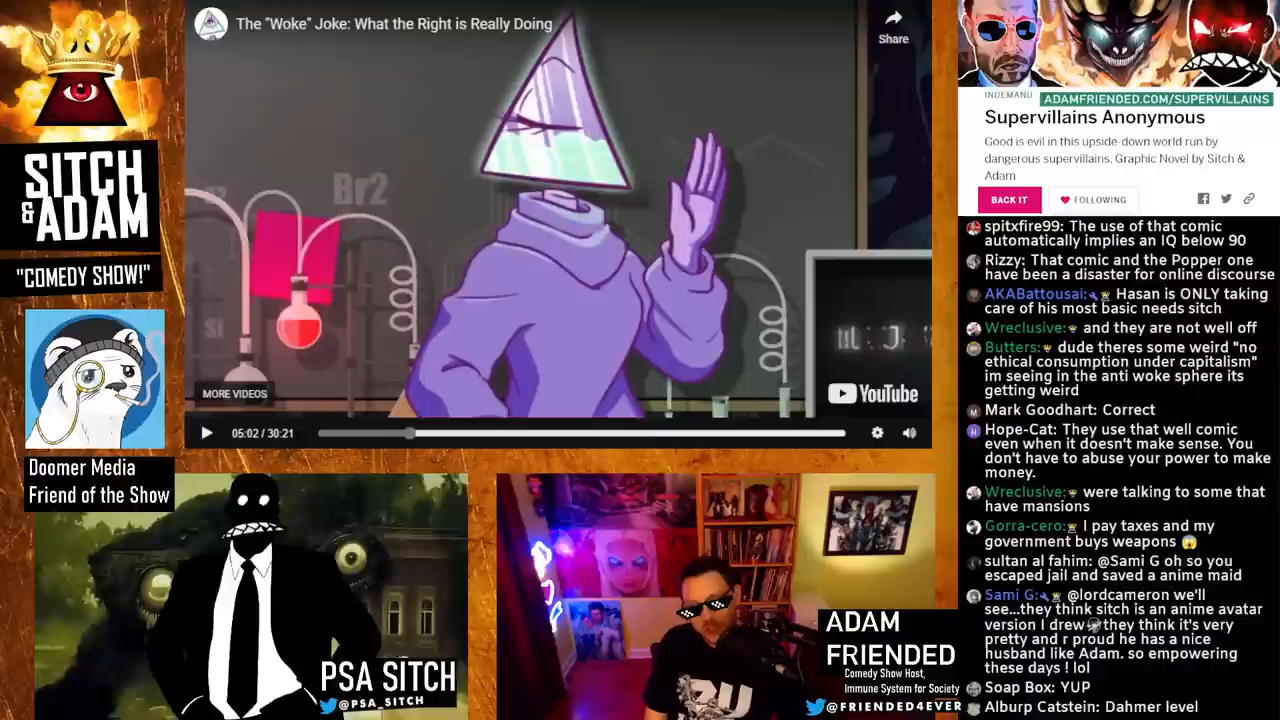 The "Woke" Joke: What the Right is Really Doing
Share
Br2
SI
MORE VIDEOS
YouTube
05:02 / 30:21
SITCH
& ADAM
"COMEDY SHOW!"
Doomer Media
Friend of the Show
PSA SITCH
@PSA_SITCH
ADAM
FRIENDED
Comedy Show Host,
Immune System for Society
@FRIENDED4EVER
INDEMAND
ADAMFRIENDED.COM/SUPERVILLAINS
Supervillains Anonymous
Good is evil in this upside-down world run by
dangerous supervillains. Graphic Novel by Sitch &
Adam
BACK IT
FOLLOWING
spitxfire99: The use of that comic
automatically implies an IQ below 90
Rizzy: That comic and the Popper one
have been a disaster for online discourse
AKABattousai: Hasan is ONLY taking
care of his most basic needs sitch
Wreclusive: and they are not well off
Butters: dude theres some weird "no
ethical consumption under capitalism"
im seeing in the anti woke sphere its
getting weird
Mark Goodhart: Correct
Hope-Cat: They use that well comic
even when it doesn't make sense. You
don't have to abuse your power to make
money.
Wreclusive: were talking to some that
have mansions
Gorra-cero: I pay taxes and my
government buys weapons
sultan al fahim: @Sami G oh so you
escaped jail and saved a anime maid
Sami G: @lordcameron we'll
see...they think sitch is an anime avatar
version I drew they think it's very
pretty and r proud he has a nice
husband like Adam. so empowering
these days ! lol
Soap Box: YUP
Alburp Catstein: Dahmer level